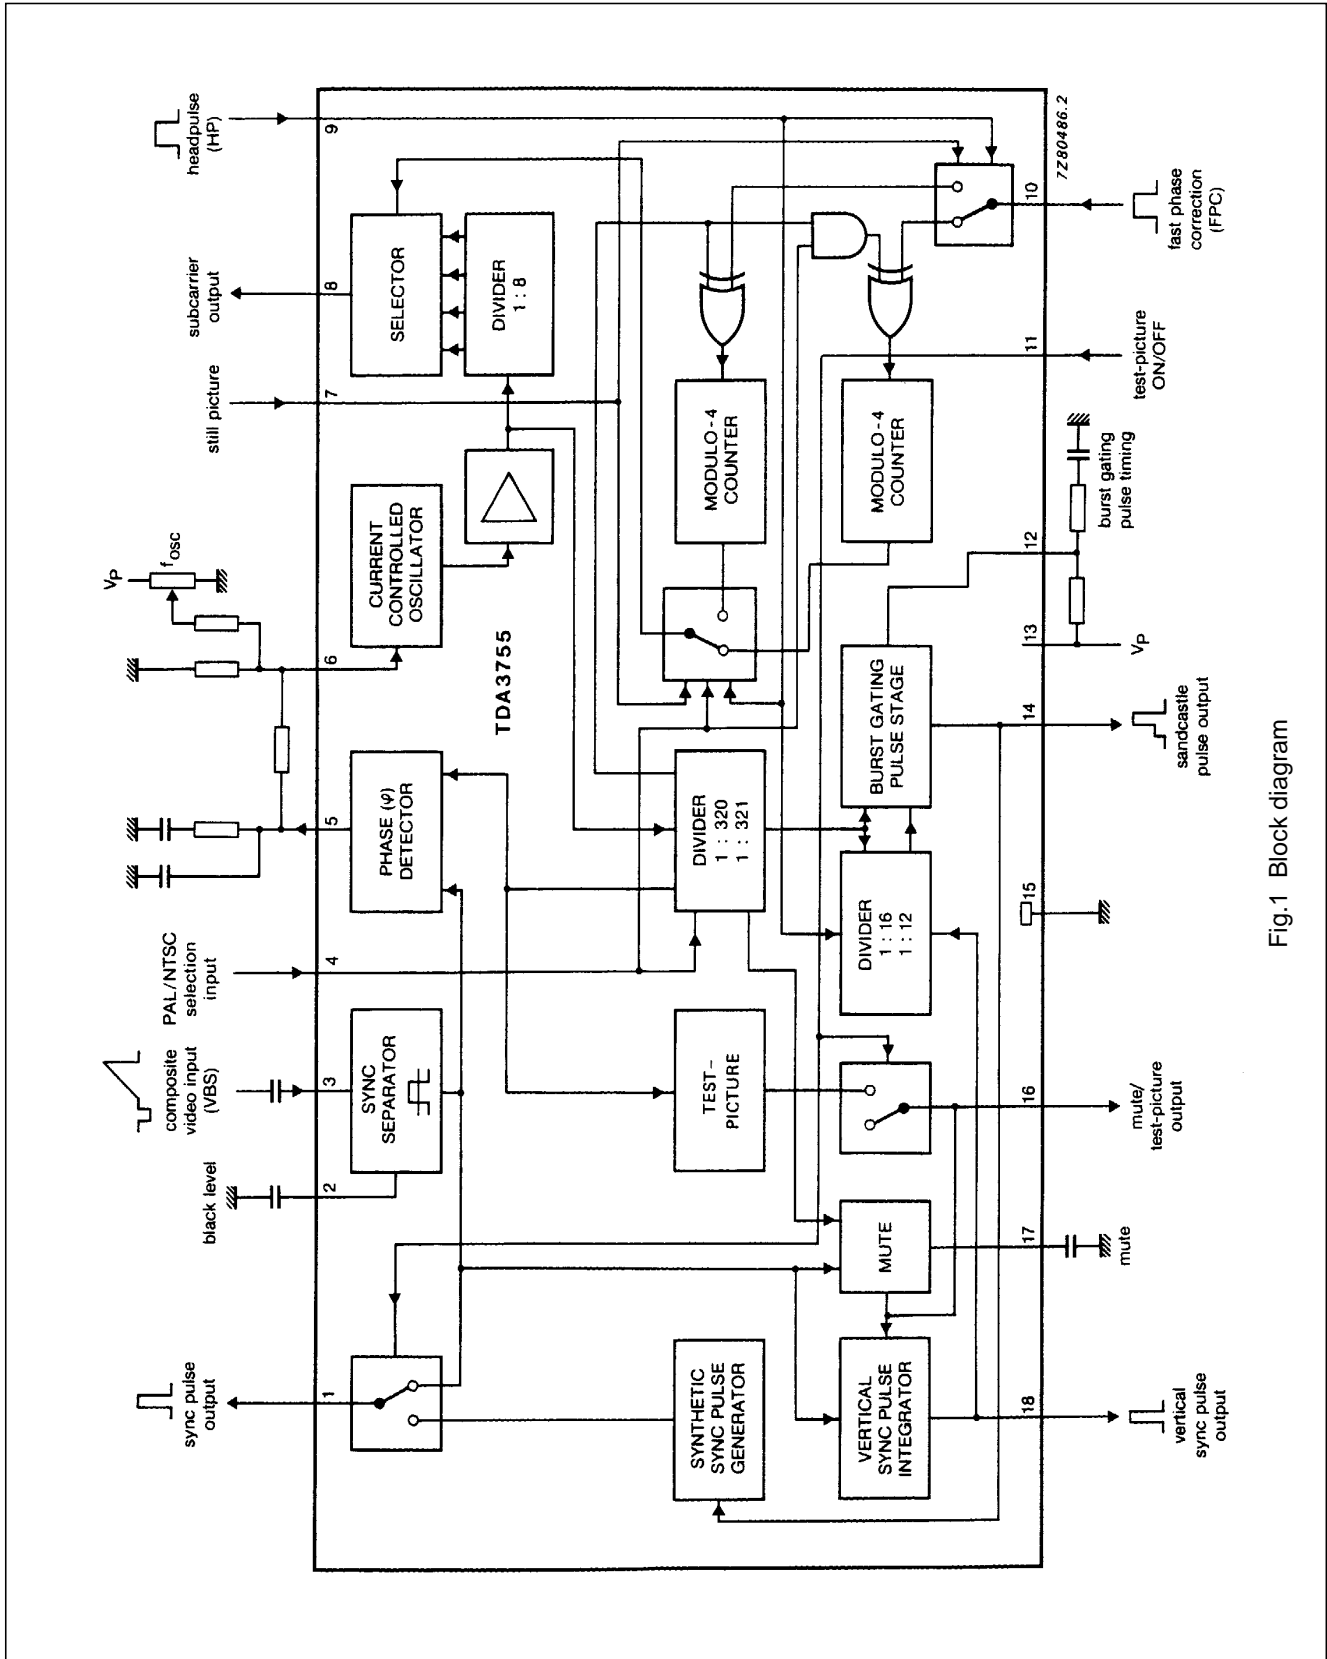 sync pulse
output
black level
composite
video input
(VBS)
PAL/NTSC
selection
input
VP
fosc
still picture
subcarrier
output
headpulse
(HP)
1
2
3
4
5
6
7
8
9
SYNC
SEPARATOR
PHASE (φ)
DETECTOR
CURRENT
CONTROLLED
OSCILLATOR
SELECTOR
DIVIDER
1 : 8
TDA3755
SYNTHETIC
SYNC PULSE
GENERATOR
TEST-
PICTURE
DIVIDER
1 : 320
1 : 321
MODULO-4
COUNTER
VERTICAL
SYNC PULSE
INTEGRATOR
MUTE
DIVIDER
1 : 16
1 : 12
BURST GATING
PULSE STAGE
MODULO-4
COUNTER
18
17
16
15
14
13
12
11
10
7Z80486.2
vertical
sync pulse
output
mute
mute/
test-picture
output
sandcastle
pulse output
VP
burst gating
pulse timing
test-picture
ON/OFF
fast phase
correction
(FPC)
Fig.1 Block diagram